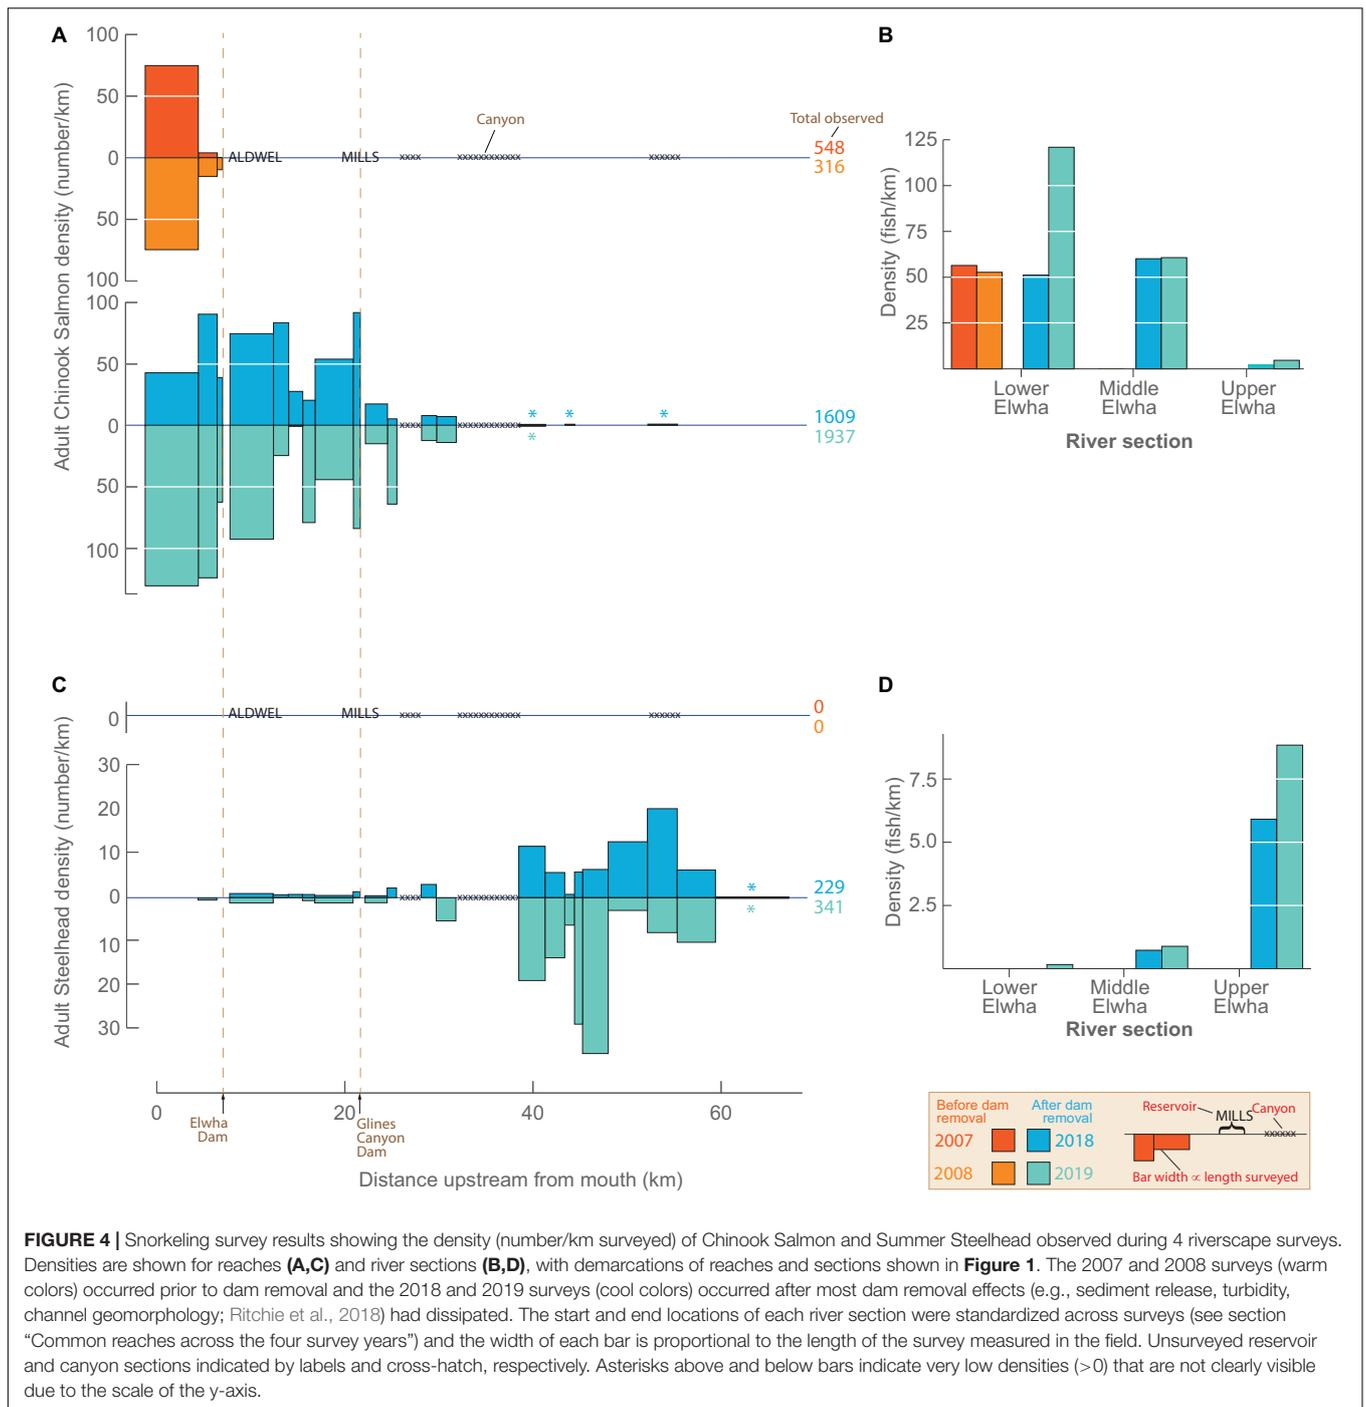 A
Adult Chinook Salmon density (number/km)
100
50
0
50
100
ALDWEL
MILLS
xxxx
xxxxxxxxxxx
xxxxxx
Canyon
Total observed
548
316
100
50
0
50
100
xxxx
xxxxxxxxxxx
*
*
*
*
1609
1937
B
Density (fish/km)
125
100
75
50
25
Lower
Elwha
Middle
Elwha
Upper
Elwha
River section
C
Adult Steelhead density (number/km)
0
ALDWEL
MILLS
xxxx
xxxxxxxxxxx
xxxxxx
0
0
30
20
10
0
10
20
30
xxxx
xxxxxxxxxxx
*
*
229
341
0
20
40
60
Elwha
Dam
Glines
Canyon
Dam
Distance upstream from mouth (km)
D
Density (fish/km)
7.5
5.0
2.5
Lower
Elwha
Middle
Elwha
Upper
Elwha
River section
Before dam
removal
After dam
removal
2007
2018
2008
2019
Reservoir
MILLS
Canyon
xxxxxx
Bar width ∝ length surveyed
FIGURE 4 | Snorkeling survey results showing the density (number/km surveyed) of Chinook Salmon and Summer Steelhead observed during 4 riverscape surveys.
Densities are shown for reaches (A,C) and river sections (B,D), with demarcations of reaches and sections shown in Figure 1. The 2007 and 2008 surveys (warm
colors) occurred prior to dam removal and the 2018 and 2019 surveys (cool colors) occurred after most dam removal effects (e.g., sediment release, turbidity,
channel geomorphology; Ritchie et al., 2018) had dissipated. The start and end locations of each river section were standardized across surveys (see section
“Common reaches across the four survey years”) and the width of each bar is proportional to the length of the survey measured in the field. Unsurveyed reservoir
and canyon sections indicated by labels and cross-hatch, respectively. Asterisks above and below bars indicate very low densities (>0) that are not clearly visible
due to the scale of the y-axis.